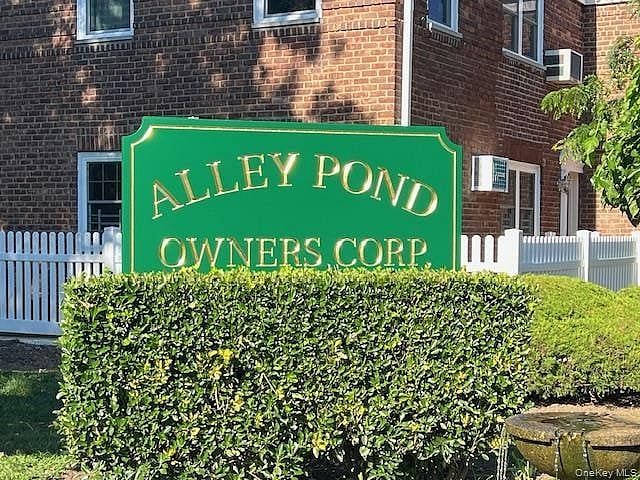 ALLEY POND
OWNERS CORP.
OneKey MLS